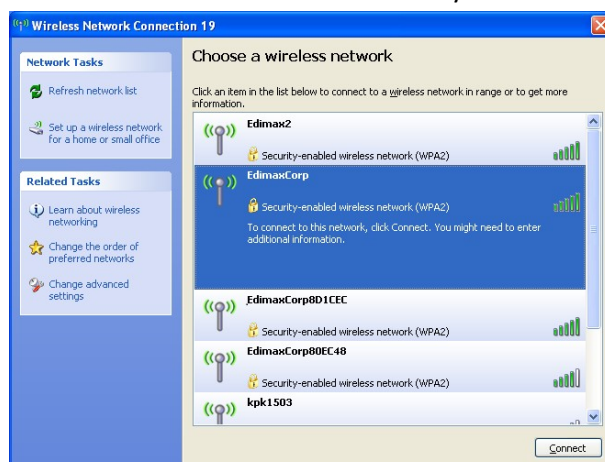 Wireless Network Connection 19
Network Tasks
Refresh network list
Set up a wireless network
for a home or small office
Related Tasks
Learn about wireless
networking
Change the order of
preferred networks
Change advanced
settings
Choose a wireless network
Click an item in the list below to connect to a wireless network in range or to get more
information.
Edimax2
Security-enabled wireless network (WPA2)
EdimaxCorp
Security-enabled wireless network (WPA2)
To connect to this network, click Connect. You might need to enter
additional information.
EdimaxCorp8D1CEC
Security-enabled wireless network (WPA2)
EdimaxCorp80EC48
Security-enabled wireless network (WPA2)
kpk1503
Connect